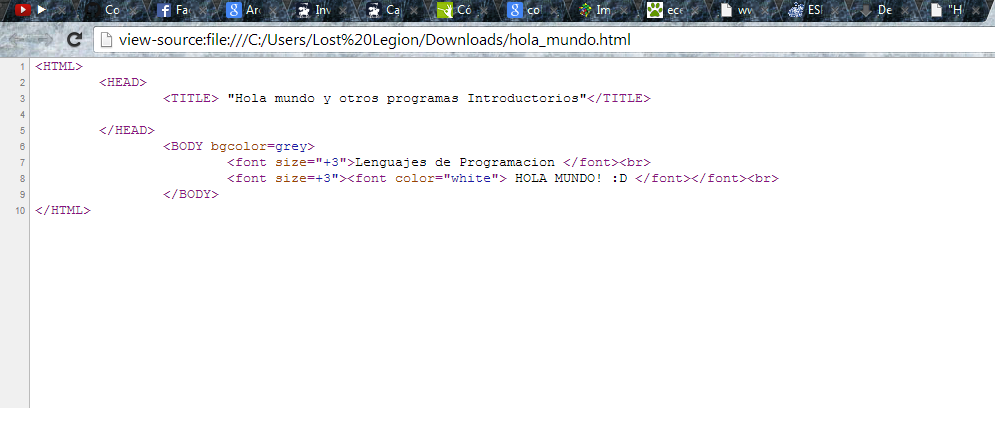 Co Fa Ar Inv Ca Có co Im ece wv ESI De "H
view-source:file:///C:/Users/Lost%20Legion/Downloads/hola_mundo.html
1 <HTML>
2 <HEAD>
3 <TITLE> "Hola mundo y otros programas Introductorios"</TITLE>
4
5 </HEAD>
6 <BODY bgcolor=grey>
7 <font size="+3">Lenguajes de Programacion </font><br>
8 <font size=+3"><font color="white"> HOLA MUNDO! :D </font></font><br>
9 </BODY>
10 </HTML>